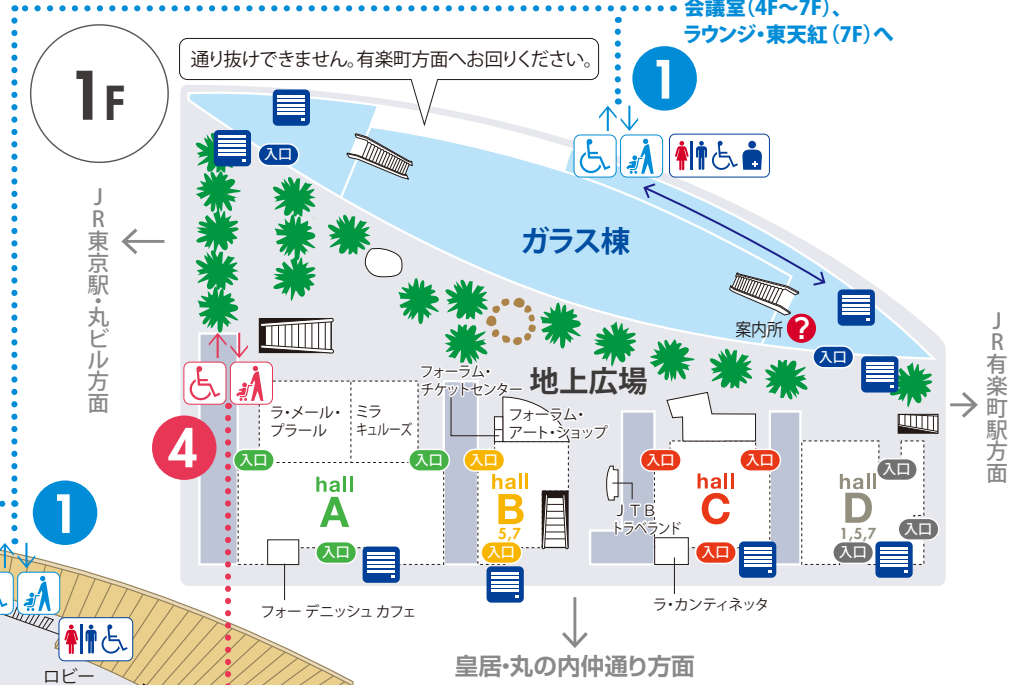 会議室（4F〜7F）、
ラウンジ・東天紅（7F）へ
1
1F
通り抜けできません。有楽町方面へお回りください。
入口
ガラス棟
JR東京駅・丸ビル方面
案内所
?
入口
JR有楽町駅方面
地上広場
フォーラム・
チケットセンター
フォーラム・
アート・ショップ
ラ・メール・
プラール
ミラ
キュルーズ
4
入口
入口
入口
入口
入口
入口
hall
A
hall
B
5,7
hall
C
hall
D
1,5,7
JTB
トラベランド
入口
入口
入口
入口
入口
フォー デニッシュ カフェ
ラ・カンティネッタ
皇居・丸の内仲通り方面
1
ロビー